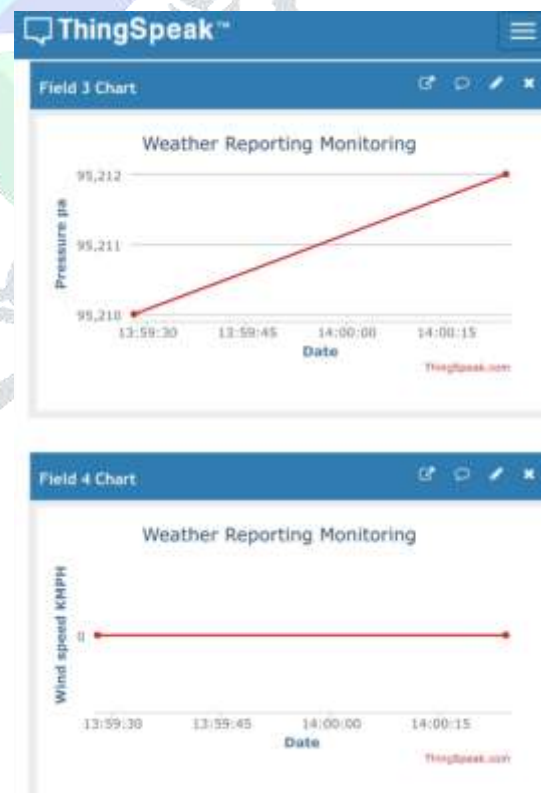 ThingSpeak™
Field 3 Chart
Weather Reporting Monitoring
95,212
95,211
95,210
Pressure pa
13:59:30 13:59:45 14:00:00 14:00:15
Date
ThingSpeak.com
Field 4 Chart
Weather Reporting Monitoring
Wind speed KMPH
0
13:59:30 13:59:45 14:00:00 14:00:15
Date
ThingSpeak.com